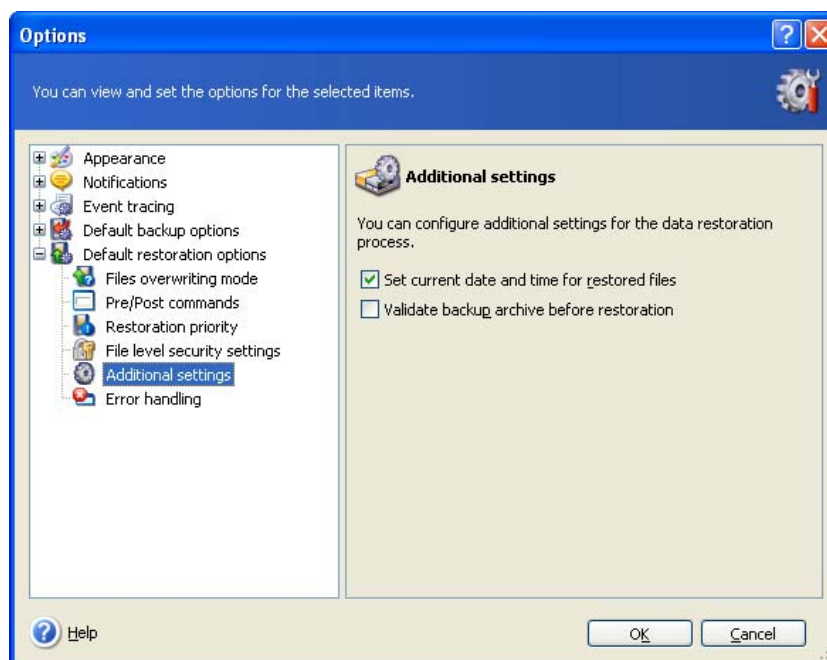 Options
You can view and set the options for the selected items.
Appearance
Notifications
Event tracing
Default backup options
Default restoration options
Files overwriting mode
Pre/Post commands
Restoration priority
File level security settings
Additional settings
Error handling
Additional settings
You can configure additional settings for the data restoration
process.
Set current date and time for restored files
Validate backup archive before restoration
Help
OK
Cancel